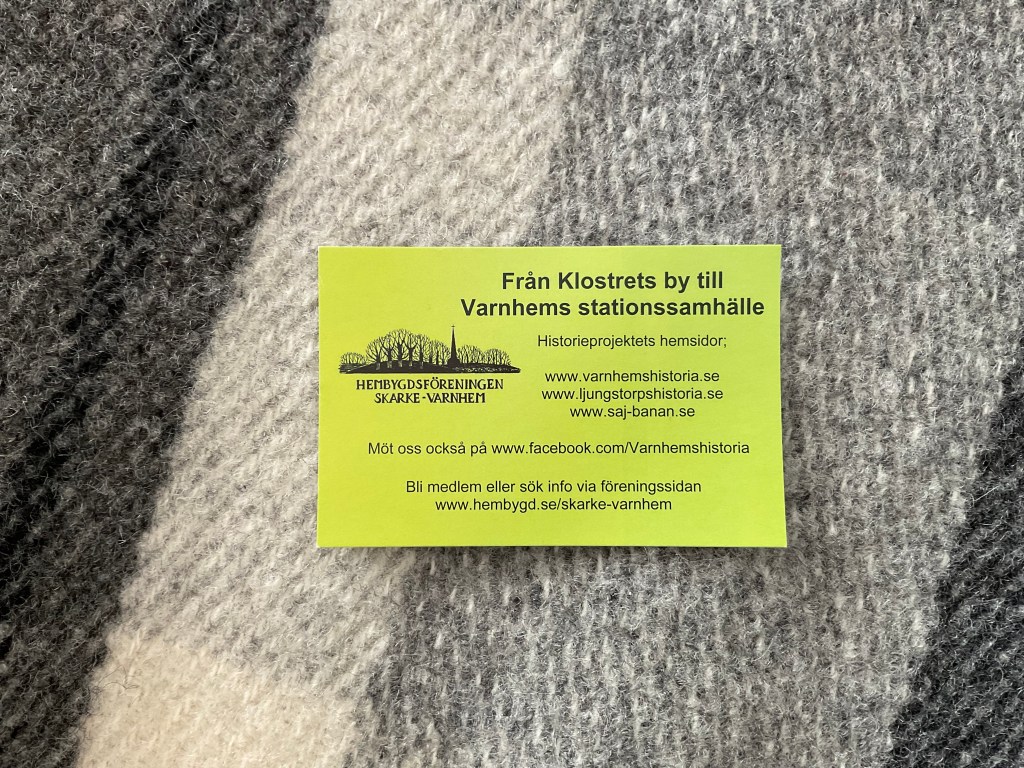 Från Klostrets by till
Varnhems stationssamhälle
Historieprojektets hemsidor;
www.varnhemshistoria.se
www.ljungstorpshistoria.se
www.saj-banan.se
HEMBYGDSFÖRENINGEN
SKARKE-VARNHEM
Möt oss också på www.facebook.com/Varnhemshistoria
Bli medlem eller sök info via föreningssidan
www.hembygd.se/skarke-varnhem